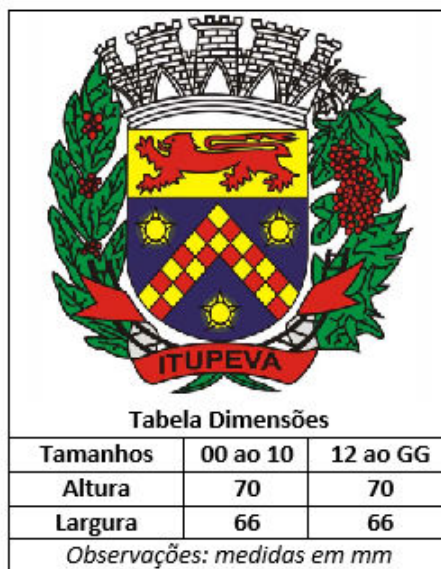 ITUPEVA
Tabela Dimensões
Tamanhos 00 ao 10 12 ao GG
Altura 70 70
Largura 66 66
Observações: medidas em mm